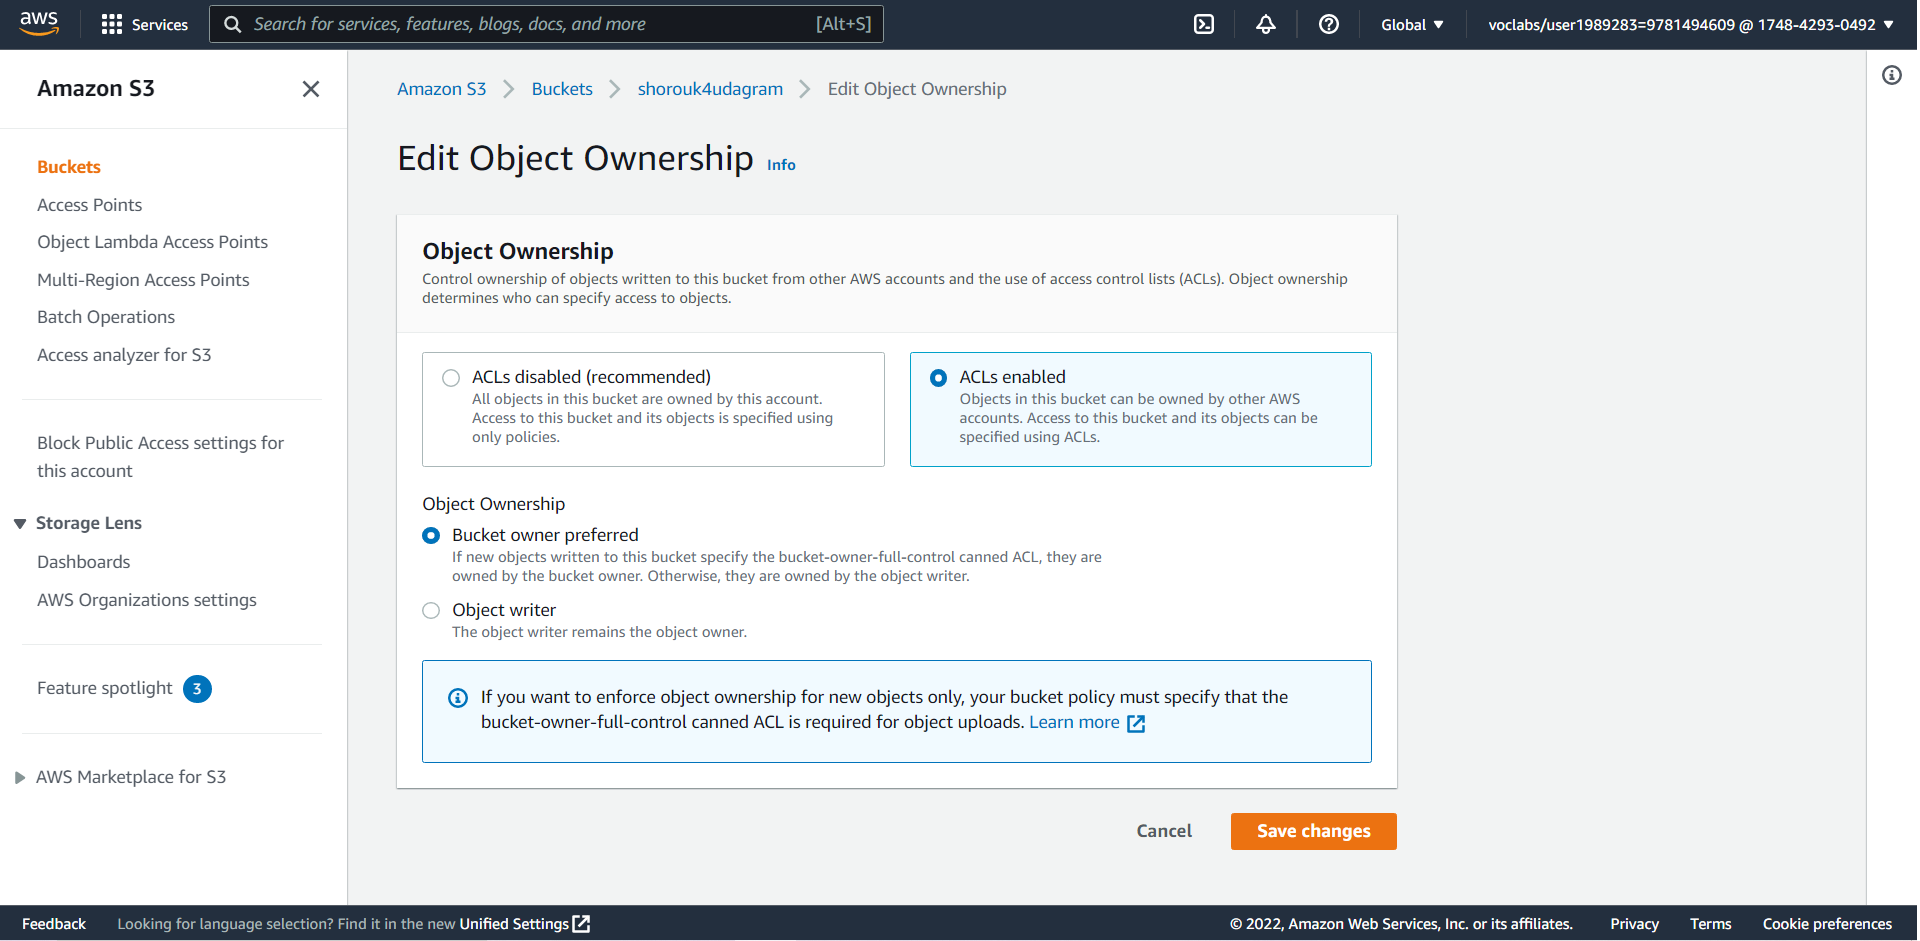 aws
Services
Search for services, features, blogs, docs, and more
[Alt+S]
Global
voclabs/user1989283=9781494609 @ 1748-4293-0492
Amazon S3
Buckets
Access Points
Object Lambda Access Points
Multi-Region Access Points
Batch Operations
Access analyzer for S3
Block Public Access settings for
this account
Storage Lens
Dashboards
AWS Organizations settings
Feature spotlight 3
AWS Marketplace for S3
Amazon S3
Buckets
shorouk4udagram
Edit Object Ownership
Edit Object Ownership Info
Object Ownership
Control ownership of objects written to this bucket from other AWS accounts and the use of access control lists (ACLs). Object ownership
determines who can specify access to objects.
ACLs disabled (recommended)
All objects in this bucket are owned by this account.
Access to this bucket and its objects is specified using
only policies.
ACLs enabled
Objects in this bucket can be owned by other AWS
accounts. Access to this bucket and its objects can be
specified using ACLs.
Object Ownership
Bucket owner preferred
If new objects written to this bucket specify the bucket-owner-full-control canned ACL, they are
owned by the bucket owner. Otherwise, they are owned by the object writer.
Object writer
The object writer remains the object owner.
If you want to enforce object ownership for new objects only, your bucket policy must specify that the
bucket-owner-full-control canned ACL is required for object uploads. Learn more
Cancel
Save changes
Feedback
Looking for language selection? Find it in the new Unified Settings
© 2022, Amazon Web Services, Inc. or its affiliates.
Privacy
Terms
Cookie preferences